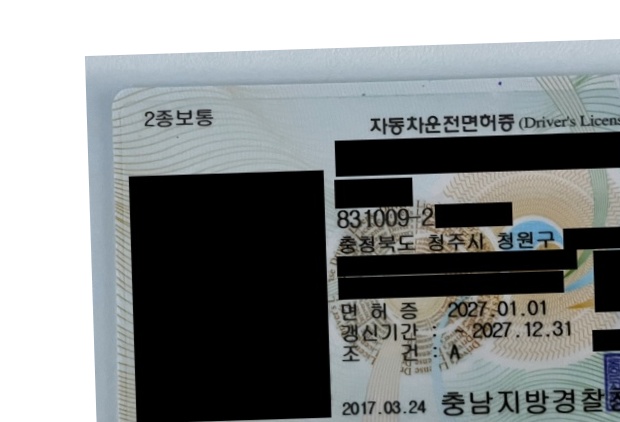 2종보통
자동차운전면허증 (Driver's Licens
831009-2
충청북도 청주시 청원구
면 허 증 2027.01.01
갱신기간 : ~ 2027.12.31
조 건 : A
2017.03.24 충남지방경찰청